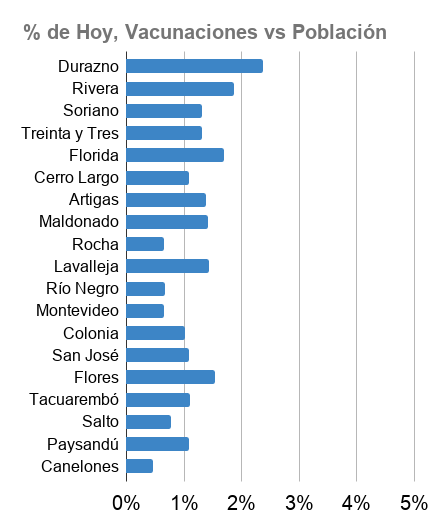 % de Hoy, Vacunaciones vs Población
Durazno
Rivera
Soriano
Treinta y Tres
Florida
Cerro Largo
Artigas
Maldonado
Rocha
Lavalleja
Río Negro
Montevideo
Colonia
San José
Flores
Tacuarembó
Salto
Paysandú
Canelones
0% 1% 2% 3% 4% 5%